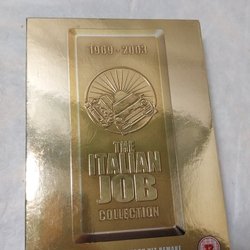 1969-2003
THE
ITALIAN
JOB
COLLECTION